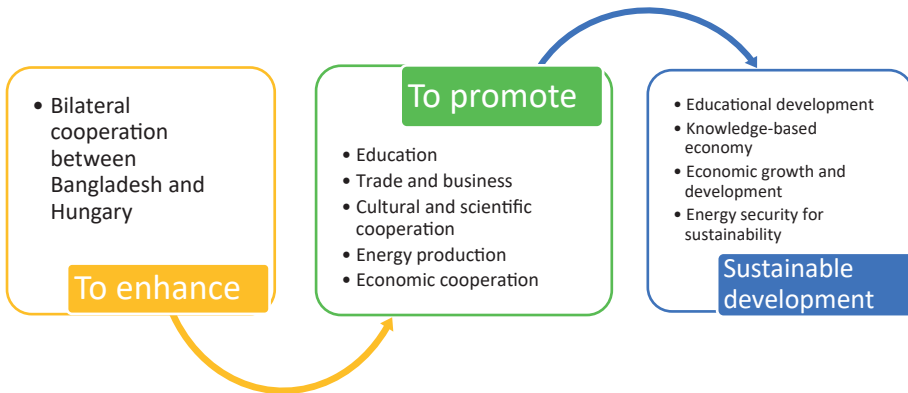 • Bilateral
cooperation
between
Bangladesh and
Hungary
To enhance
To promote
• Education
• Trade and business
• Cultural and scientific
cooperation
• Energy production
• Economic cooperation
• Educational development
• Knowledge-based
economy
• Economic growth and
development
• Energy security for
sustainability
Sustainable
development